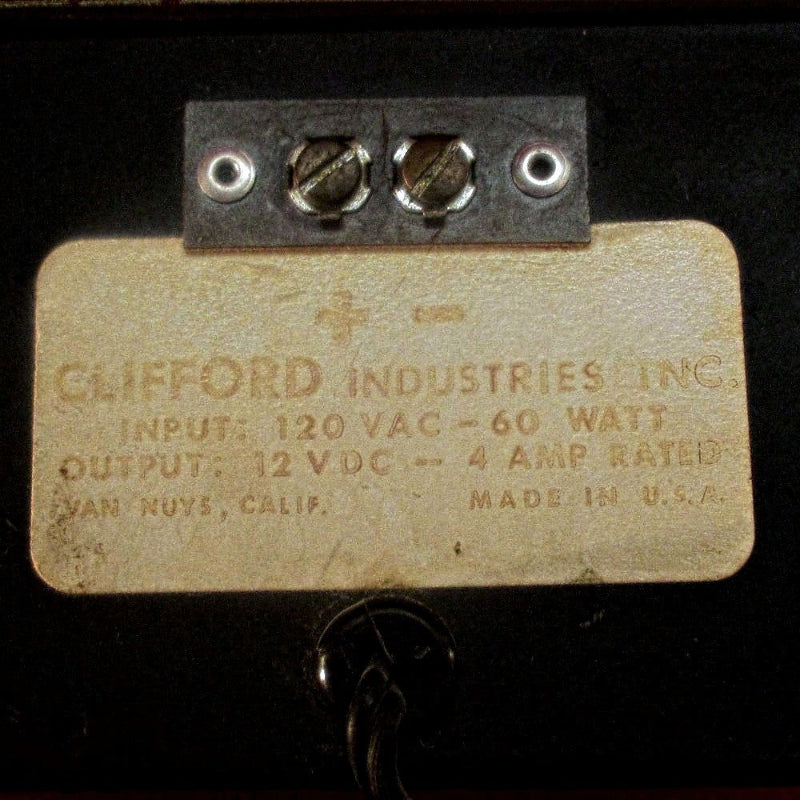 + −
CLIFFORD INDUSTRIES INC.
INPUT: 120 VAC - 60 WATT
OUTPUT: 12 VDC - 4 AMP RATED
VAN NUYS, CALIF. MADE IN U.S.A.